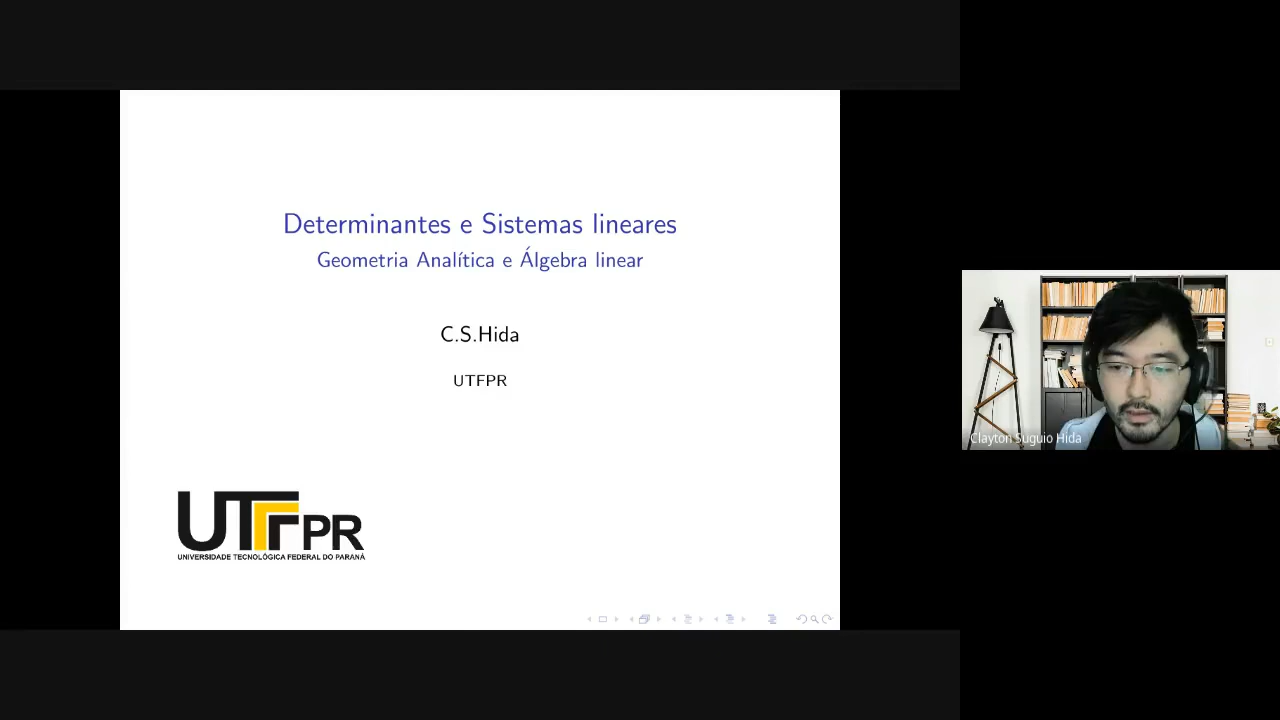 Determinantes e Sistemas lineares
Geometria Analítica e Álgebra linear
C.S.Hida
UTFPR
UTFPR
UNIVERSIDADE TECNOLÓGICA FEDERAL DO PARANÁ
Clayton Suguio Hida